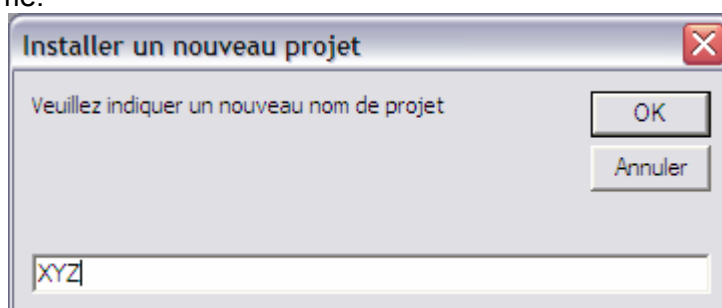 Installer un nouveau projet
Veuillez indiquer un nouveau nom de projet
OK
Annuler
XYZ